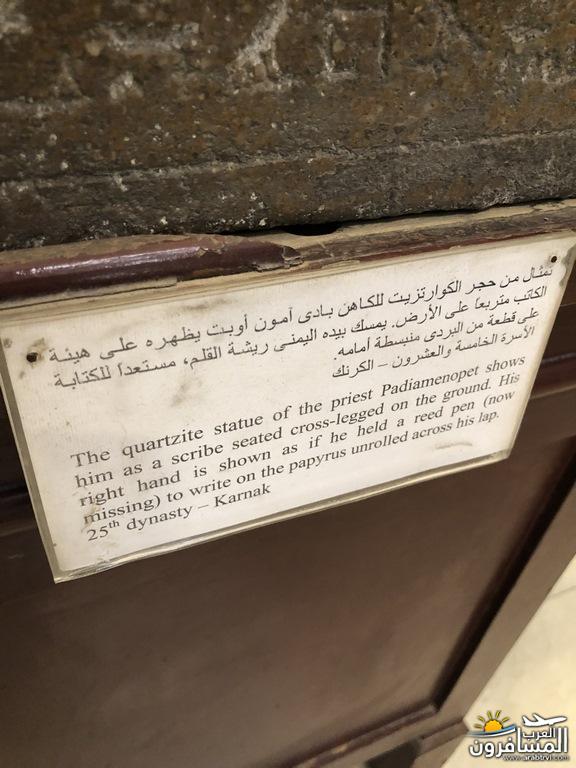 تمثال من حجر الكوارتزيت للكاهن بادى آمون أوبت يظهره على هيئة
الكاتب متربعا على الأرض. يمسك بيده اليمنى ريشة القلم، مستعدا للكتابة
على قطعة من البردى منبسطة أمامه.
الأسرة الخامسة والعشرون – الكرنك
The quartzite statue of the priest Padiamenopet shows
him as a scribe seated cross-legged on the ground. His
right hand is shown as if he held a reed pen (now
missing) to write on the papyrus unrolled across his lap.
25th dynasty – Karnak
العرب
المسافرون
www.arabtrvl.com